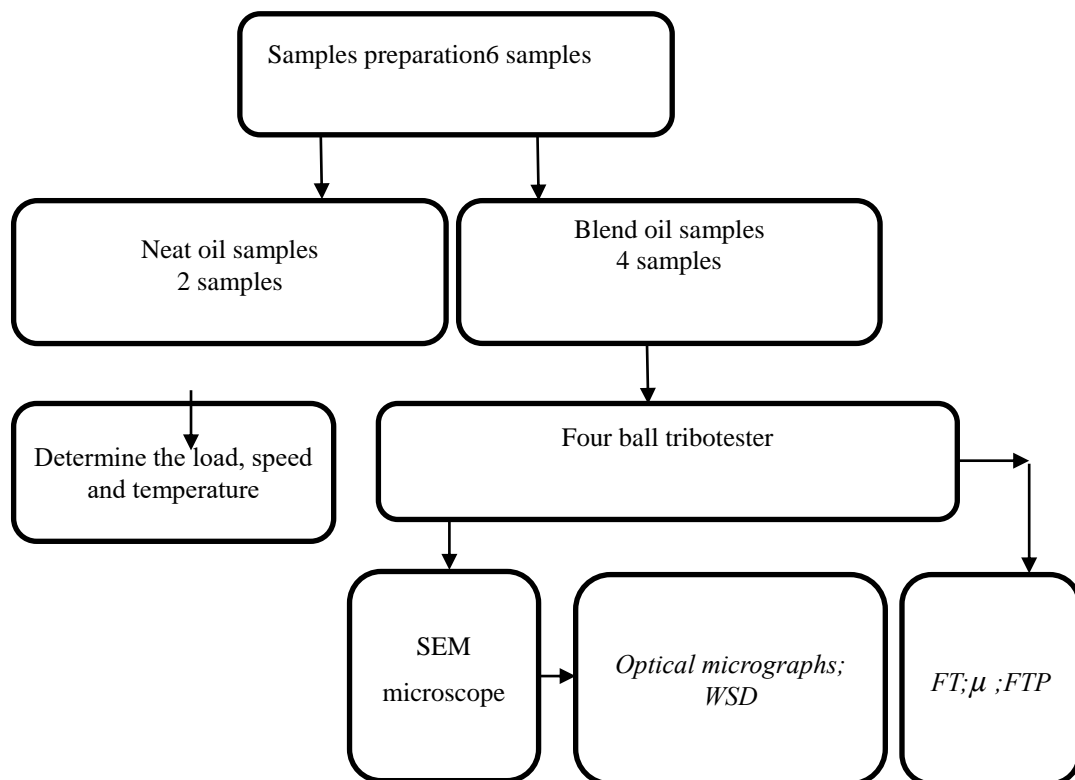 Samples preparation6 samples
Neat oil samples
2 samples
Blend oil samples
4 samples
Determine the load, speed
and temperature
Four ball tribotester
SEM
microscope
Optical micrographs;
WSD
FT;μ ;FTP